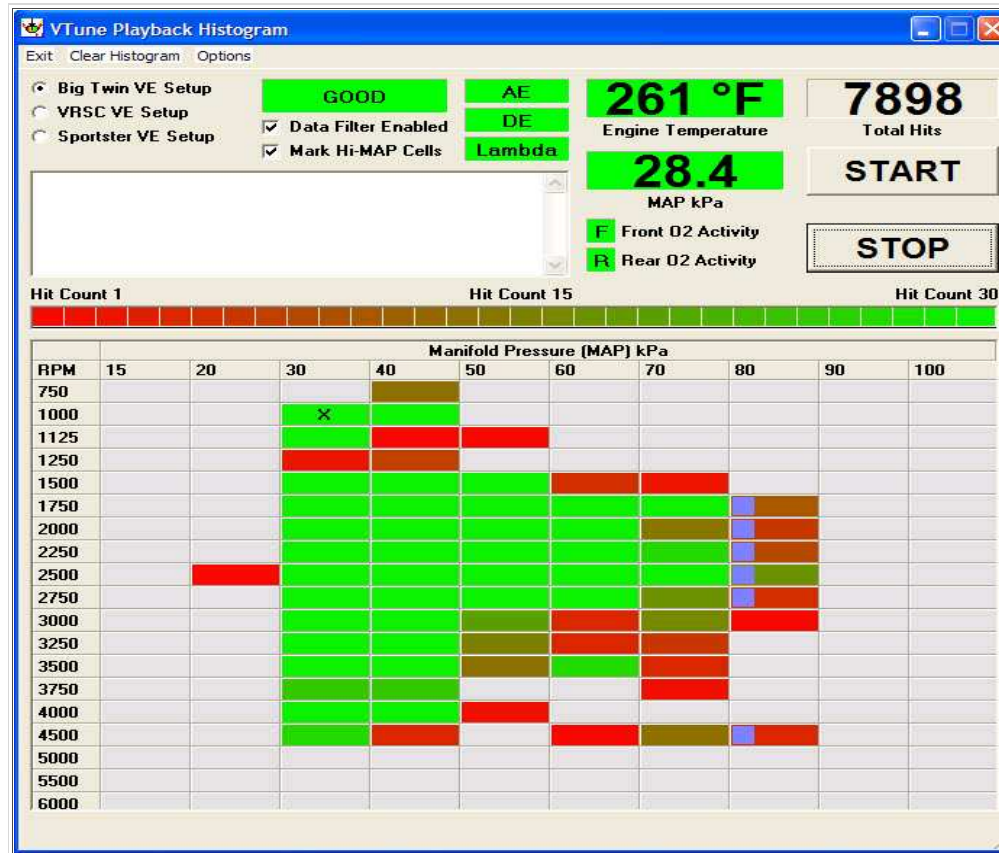 VTune Playback Histogram
Exit Clear Histogram Options
Big Twin VE Setup
VRSC VE Setup
Sportster VE Setup
GOOD
Data Filter Enabled
Mark Hi-MAP Cells
AE
DE
Lambda
261 °F
Engine Temperature
28.4
MAP kPa
F Front O2 Activity
R Rear O2 Activity
7898
Total Hits
START
STOP
Hit Count 1 Hit Count 15 Hit Count 30
Manifold Pressure (MAP) kPa
RPM 15 20 30 40 50 60 70 80 90 100
750
1000 X
1125
1250
1500
1750
2000
2250
2500
2750
3000
3250
3500
3750
4000
4500
5000
5500
6000